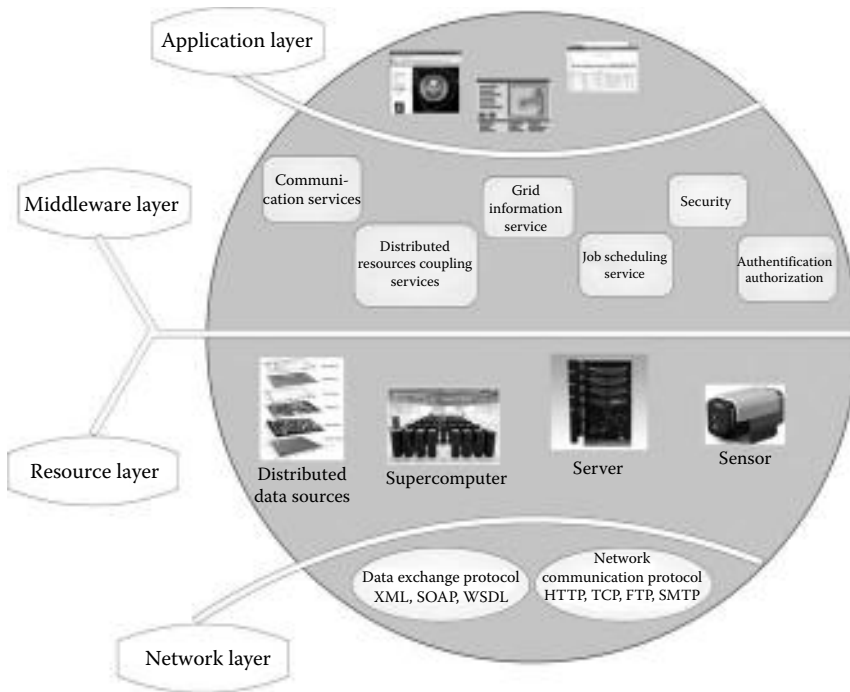 Application layer
Communi-
cation services
Grid
information
service
Security
Middleware layer
Distributed
resources coupling
services
Job scheduling
service
Authentification
authorization
Resource layer
Distributed
data sources
Supercomputer
Server
Sensor
Data exchange protocol
XML, SOAP, WSDL
Network
communication protocol
HTTP, TCP, FTP, SMTP
Network layer